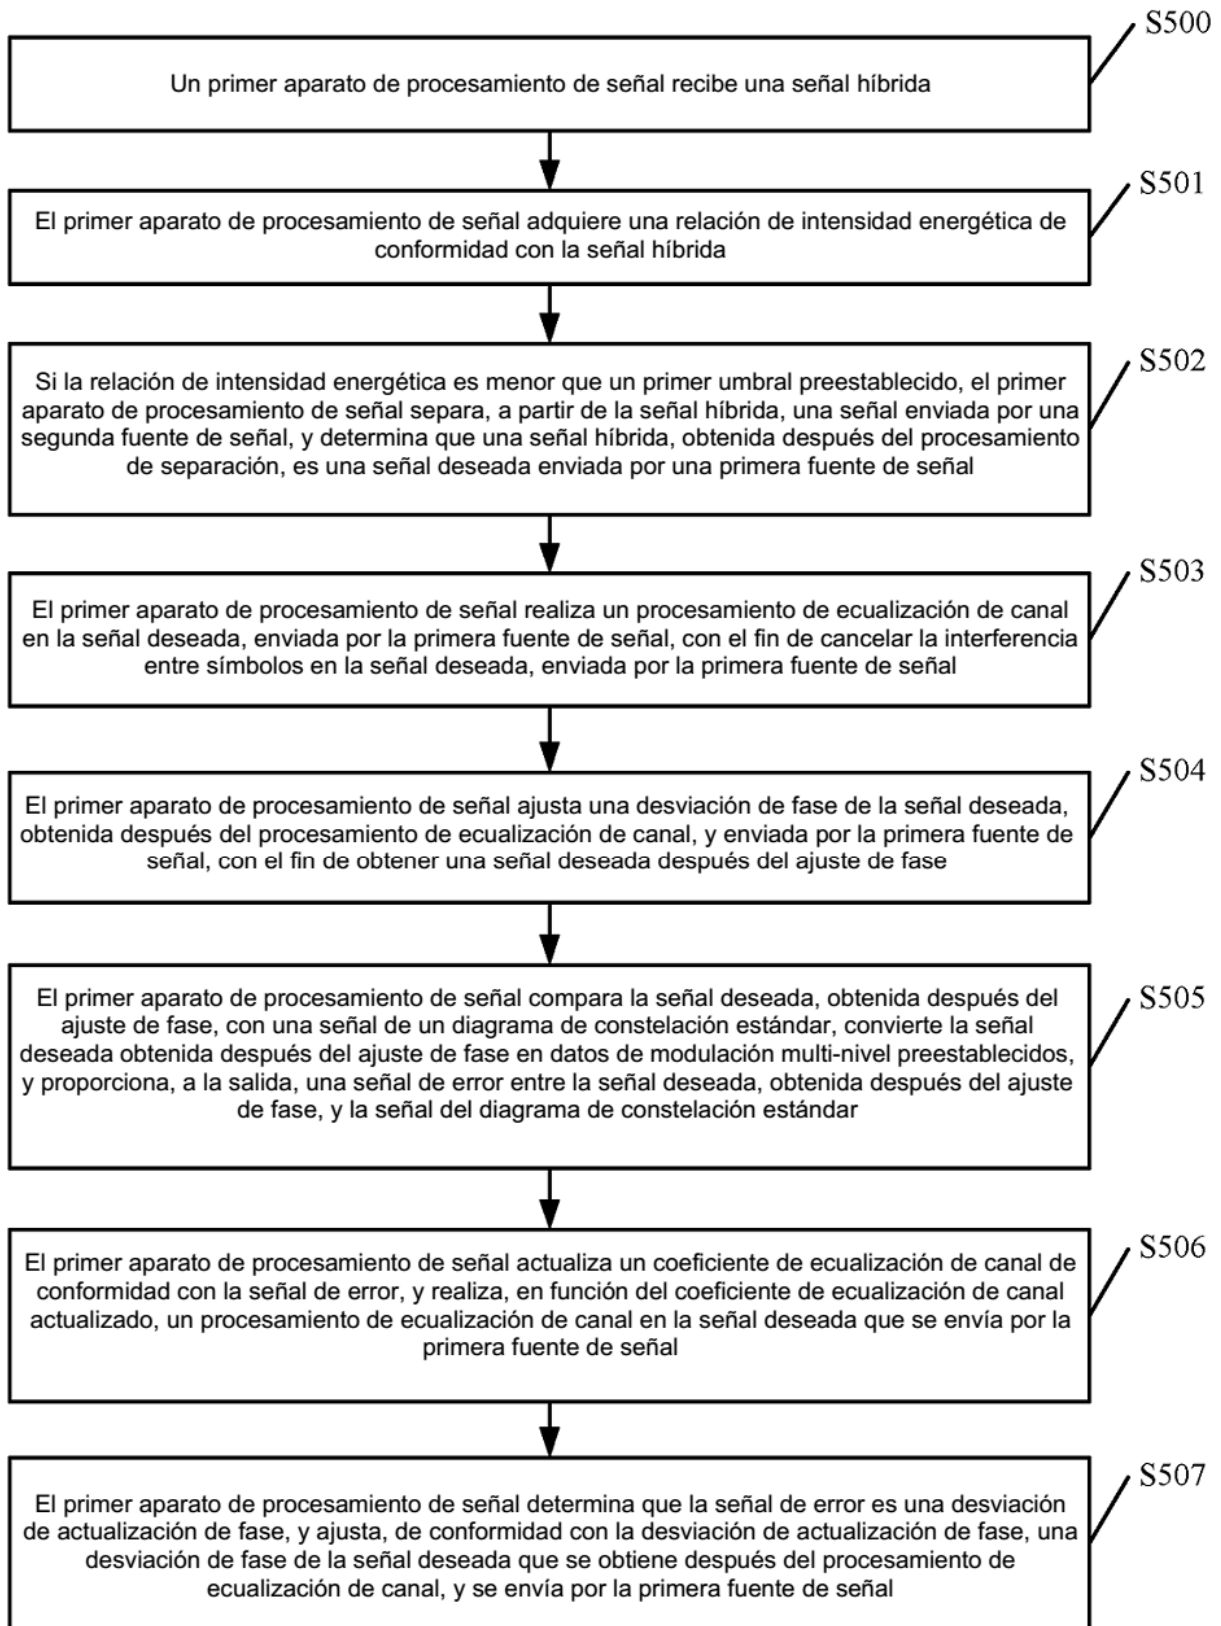 S500
Un primer aparato de procesamiento de señal recibe una señal híbrida
S501
El primer aparato de procesamiento de señal adquiere una relación de intensidad energética de
conformidad con la señal híbrida
S502
Si la relación de intensidad energética es menor que un primer umbral preestablecido, el primer
aparato de procesamiento de señal separa, a partir de la señal híbrida, una señal enviada por una
segunda fuente de señal, y determina que una señal híbrida, obtenida después del procesamiento
de separación, es una señal deseada enviada por una primera fuente de señal
S503
El primer aparato de procesamiento de señal realiza un procesamiento de ecualización de canal
en la señal deseada, enviada por la primera fuente de señal, con el fin de cancelar la interferencia
entre símbolos en la señal deseada, enviada por la primera fuente de señal
S504
El primer aparato de procesamiento de señal ajusta una desviación de fase de la señal deseada,
obtenida después del procesamiento de ecualización de canal, y enviada por la primera fuente de
señal, con el fin de obtener una señal deseada después del ajuste de fase
S505
El primer aparato de procesamiento de señal compara la señal deseada, obtenida después del
ajuste de fase, con una señal de un diagrama de constelación estándar, convierte la señal
deseada obtenida después del ajuste de fase en datos de modulación multi-nivel preestablecidos,
y proporciona, a la salida, una señal de error entre la señal deseada, obtenida después del ajuste
de fase, y la señal del diagrama de constelación estándar
S506
El primer aparato de procesamiento de señal actualiza un coeficiente de ecualización de canal de
conformidad con la señal de error, y realiza, en función del coeficiente de ecualización de canal
actualizado, un procesamiento de ecualización de canal en la señal deseada que se envía por la
primera fuente de señal
S507
El primer aparato de procesamiento de señal determina que la señal de error es una desviación
de actualización de fase, y ajusta, de conformidad con la desviación de actualización de fase, una
desviación de fase de la señal deseada que se obtiene después del procesamiento de
ecualización de canal, y se envía por la primera fuente de señal